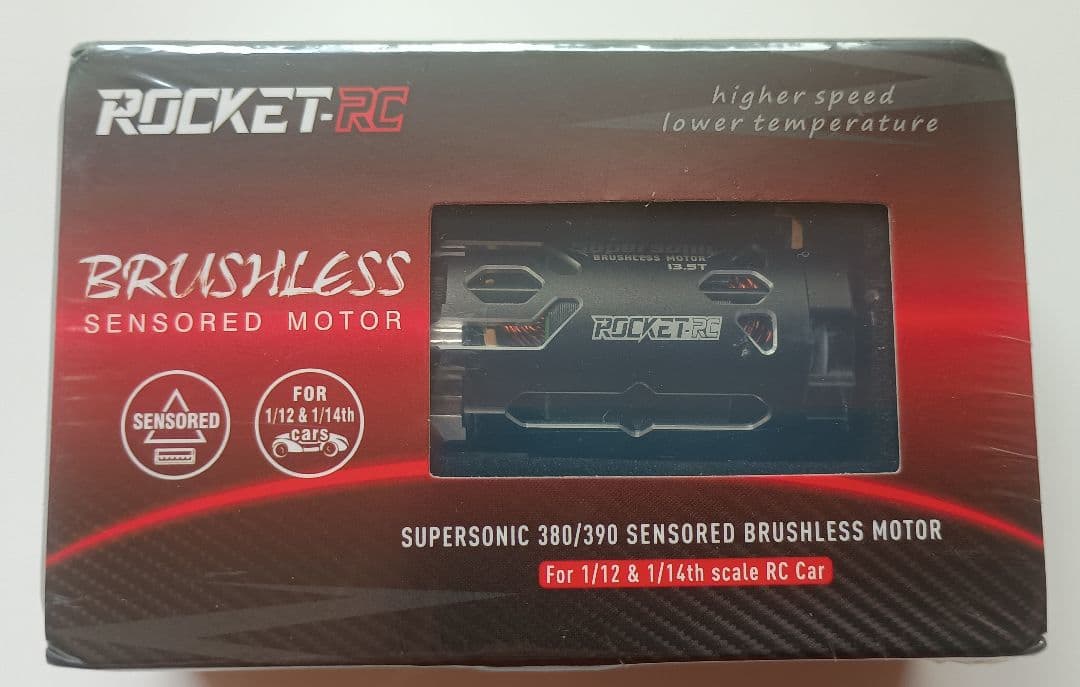 ROCKET-RC
higher speed
lower temperature
BRUSHLESS
SENSORED MOTOR
Supersonic
BRUSHLESS MOTOR
13.5T
ROCKET-RC
SENSORED
FOR
1/12 & 1/14th
cars
SUPERSONIC 380/390 SENSORED BRUSHLESS MOTOR
For 1/12 & 1/14th scale RC Car